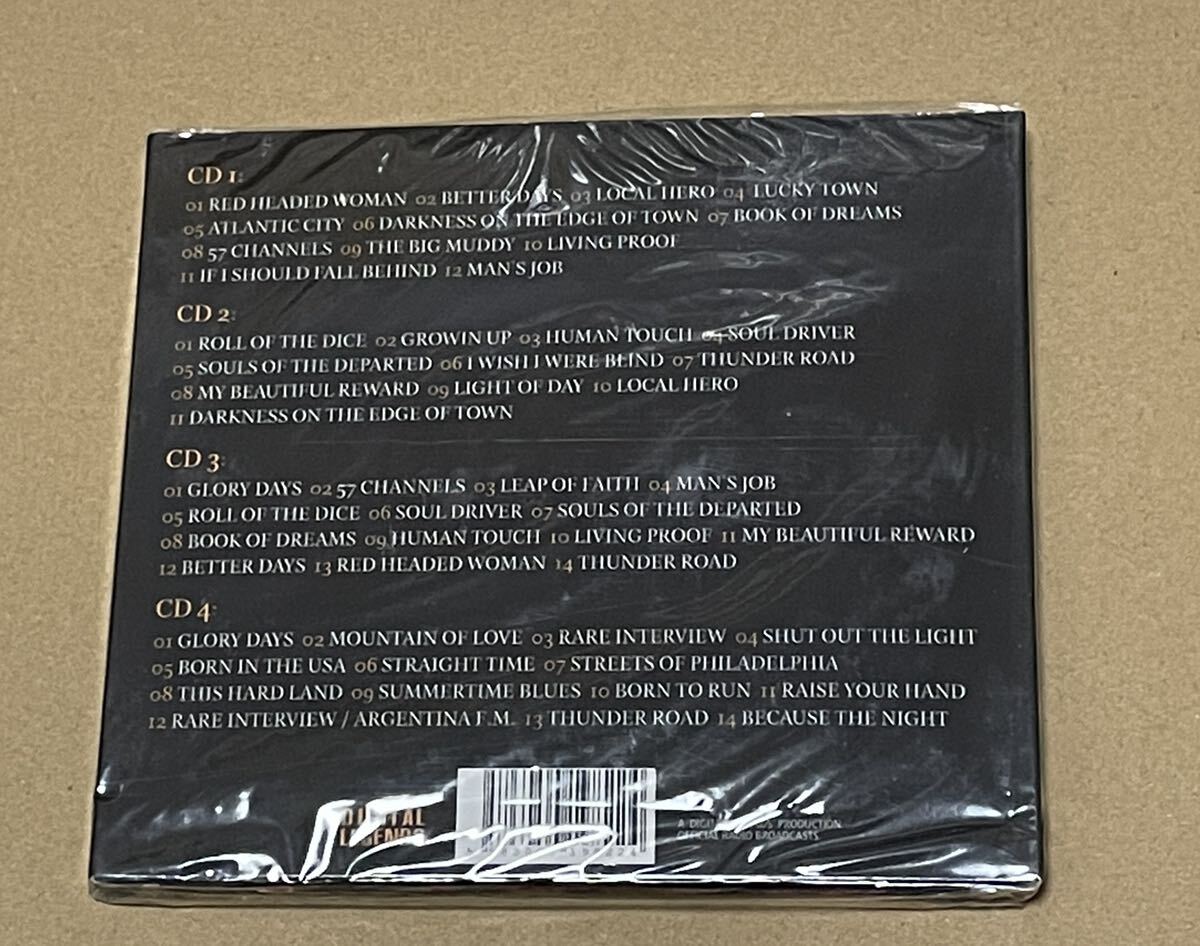 CD 1:
01 RED HEADED WOMAN 02 BETTER DAYS 03 LOCAL HERO 04 LUCKY TOWN
05 ATLANTIC CITY 06 DARKNESS ON THE EDGE OF TOWN 07 BOOK OF DREAMS
08 57 CHANNELS 09 THE BIG MUDDY 10 LIVING PROOF
11 IF I SHOULD FALL BEHIND 12 MAN'S JOB
CD 2:
01 ROLL OF THE DICE 02 GROWIN UP 03 HUMAN TOUCH 04 SOUL DRIVER
05 SOULS OF THE DEPARTED 06 I WISH I WERE BLIND 07 THUNDER ROAD
08 MY BEAUTIFUL REWARD 09 LIGHT OF DAY 10 LOCAL HERO
11 DARKNESS ON THE EDGE OF TOWN
CD 3:
01 GLORY DAYS 02 57 CHANNELS 03 LEAP OF FAITH 04 MAN'S JOB
05 ROLL OF THE DICE 06 SOUL DRIVER 07 SOULS OF THE DEPARTED
08 BOOK OF DREAMS 09 HUMAN TOUCH 10 LIVING PROOF 11 MY BEAUTIFUL REWARD
12 BETTER DAYS 13 RED HEADED WOMAN 14 THUNDER ROAD
CD 4:
01 GLORY DAYS 02 MOUNTAIN OF LOVE 03 RARE INTERVIEW 04 SHUT OUT THE LIGHT
05 BORN IN THE USA 06 STRAIGHT TIME 07 STREETS OF PHILADELPHIA
08 THIS HARD LAND 09 SUMMERTIME BLUES 10 BORN TO RUN 11 RAISE YOUR HAND
12 RARE INTERVIEW / ARGENTINA F.M. 13 THUNDER ROAD 14 BECAUSE THE NIGHT
DIGITAL
LEGENDS
A PRODUCTION
OFFICIAL RADIO BROADCASTS